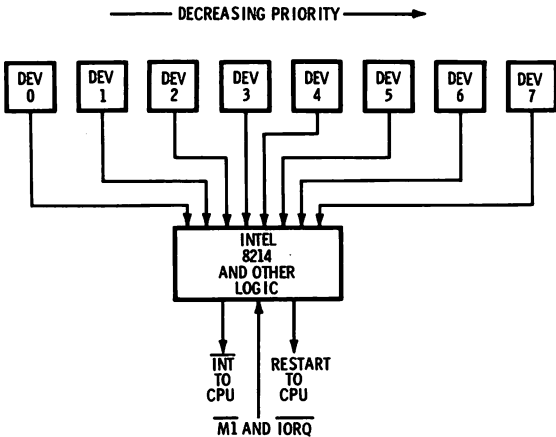 DECREASING PRIORITY
DEV
0
DEV
1
DEV
2
DEV
3
DEV
4
DEV
5
DEV
6
DEV
7
INTEL
8214
AND OTHER
LOGIC
INT
TO
CPU
RESTART
TO
CPU
M1 AND IORQ